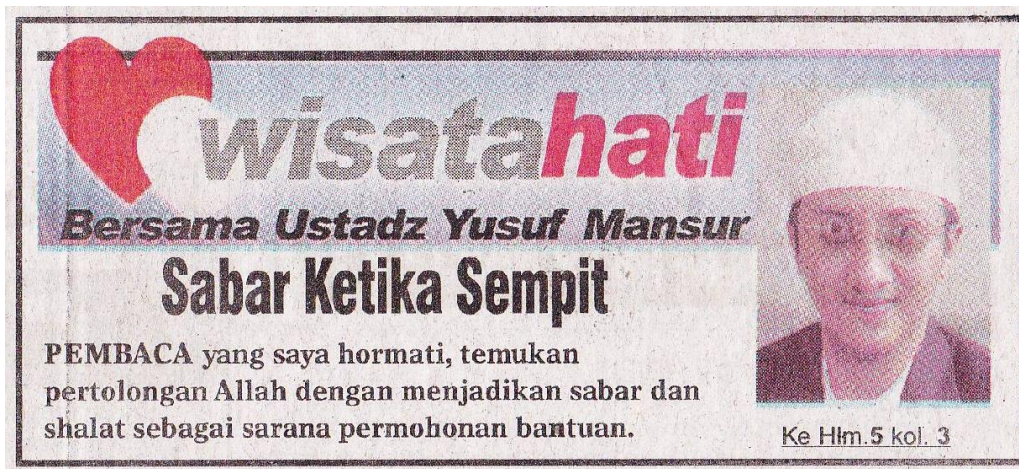 wisatahati
Bersama Ustadz Yusuf Mansur
Sabar Ketika Sempit
PEMBACA yang saya hormati, temukan
pertolongan Allah dengan menjadikan sabar dan
shalat sebagai sarana permohonan bantuan.
Ke Hlm.5 kol. 3